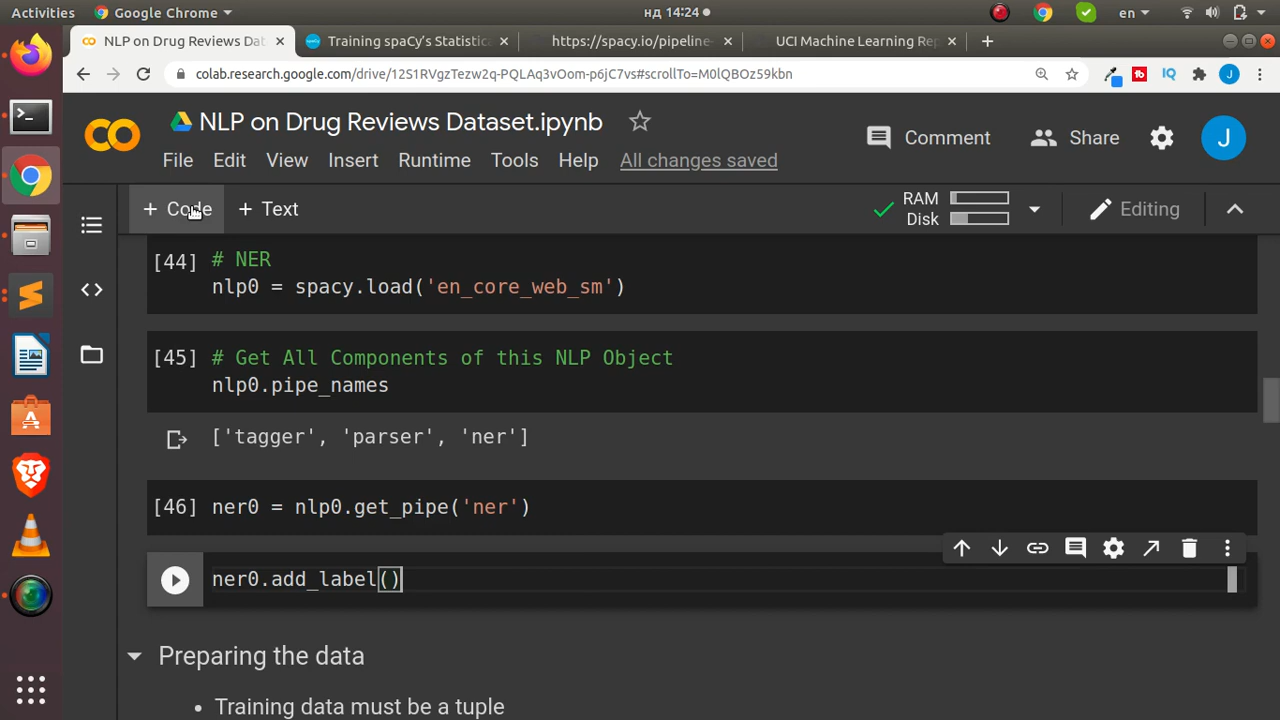 Activities
Google Chrome
нд 14:24
en
NLP on Drug Reviews Dat
Training spaCy's Statistica
https://spacy.io/pipeline-
UCI Machine Learning Rep
colab.research.google.com/drive/12S1RVgzTezw2q-PQLAq3vOom-p6jC7vs#scrollTo=M0lQBOz59kbn
IQ
J
NLP on Drug Reviews Dataset.ipynb
Comment
Share
J
File Edit View Insert Runtime Tools Help All changes saved
+ Code + Text
RAM
Disk
Editing
[44] # NER
nlp0 = spacy.load('en_core_web_sm')
[45] # Get All Components of this NLP Object
nlp0.pipe_names
['tagger', 'parser', 'ner']
[46] ner0 = nlp0.get_pipe('ner')
ner0.add_label()
Preparing the data
• Training data must be a tuple